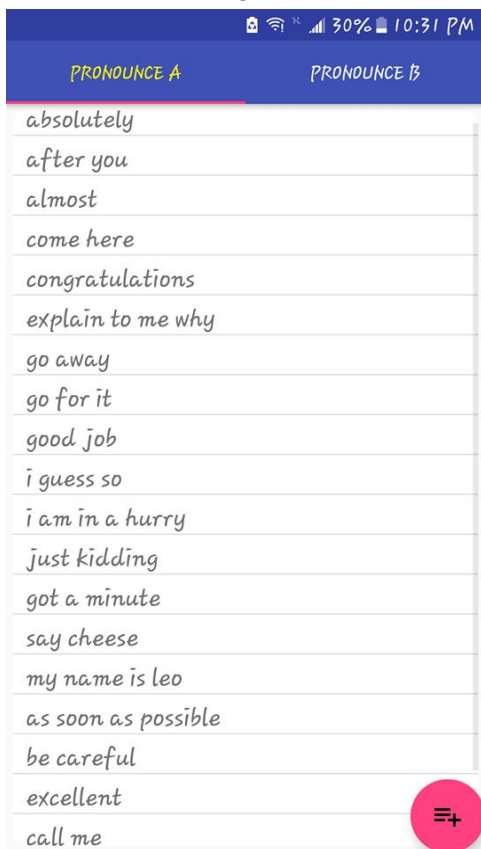 30% 10:31 PM
PRONOUNCE A PRONOUNCE B
absolutely
after you
almost
come here
congratulations
explain to me why
go away
go for it
good job
i guess so
i am in a hurry
just kidding
got a minute
say cheese
my name is leo
as soon as possible
be careful
excellent
call me